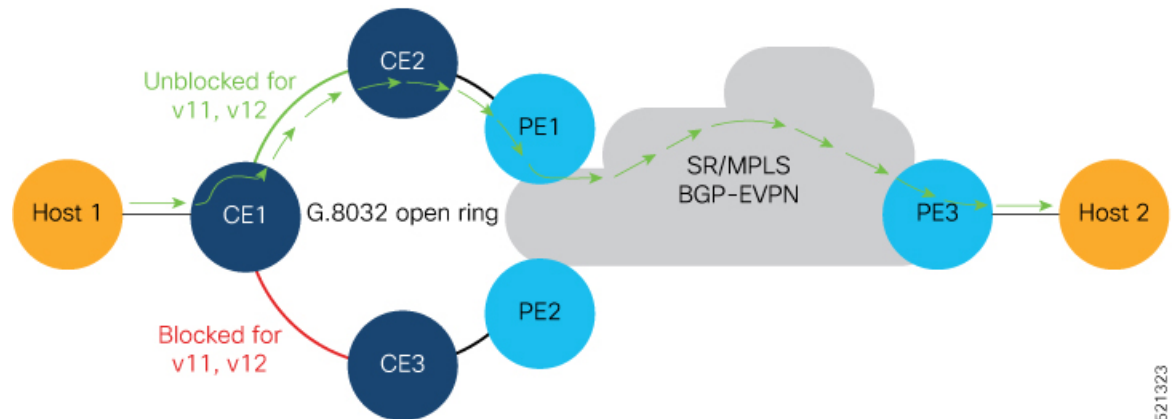 CE2
Unblocked for
v11, v12
PE1
SR/MPLS
BGP-EVPN
Host 1
CE1
G.8032 open ring
PE3
Host 2
PE2
Blocked for
v11, v12
CE3
521323